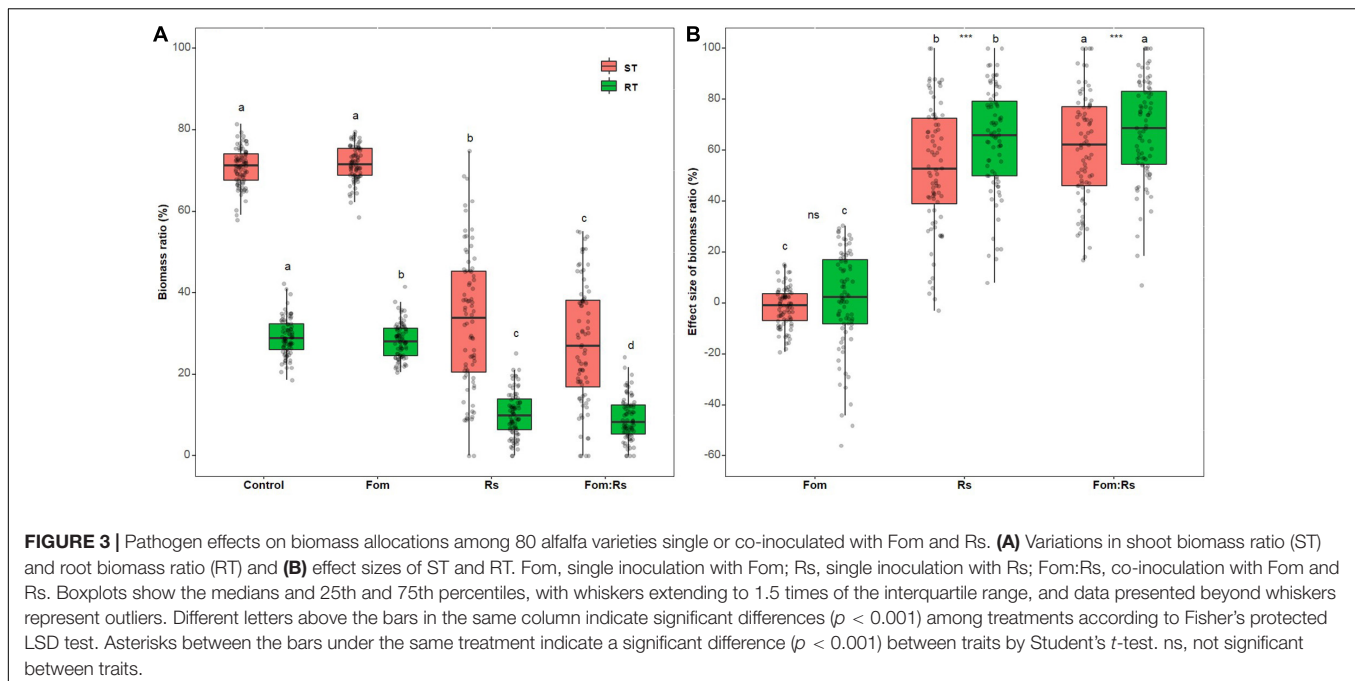 A
B
100
80
60
40
20
0
Biomass ratio (%)
a
a
a
b
b
c
c
d
ST
RT
Control
Fom
Rs
Fom:Rs
100
80
60
40
20
0
-20
-40
-60
Effect size of biomass ratio (%)
c
ns
c
b
***
b
a
***
a
Fom
Rs
Fom:Rs
FIGURE 3 | Pathogen effects on biomass allocations among 80 alfalfa varieties single or co-inoculated with Fom and Rs. (A) Variations in shoot biomass ratio (ST)
and root biomass ratio (RT) and (B) effect sizes of ST and RT. Fom, single inoculation with Fom; Rs, single inoculation with Rs; Fom:Rs, co-inoculation with Fom and
Rs. Boxplots show the medians and 25th and 75th percentiles, with whiskers extending to 1.5 times of the interquartile range, and data presented beyond whiskers
represent outliers. Different letters above the bars in the same column indicate significant differences (p < 0.001) among treatments according to Fisher's protected
LSD test. Asterisks between the bars under the same treatment indicate a significant difference (p < 0.001) between traits by Student's t-test. ns, not significant
between traits.